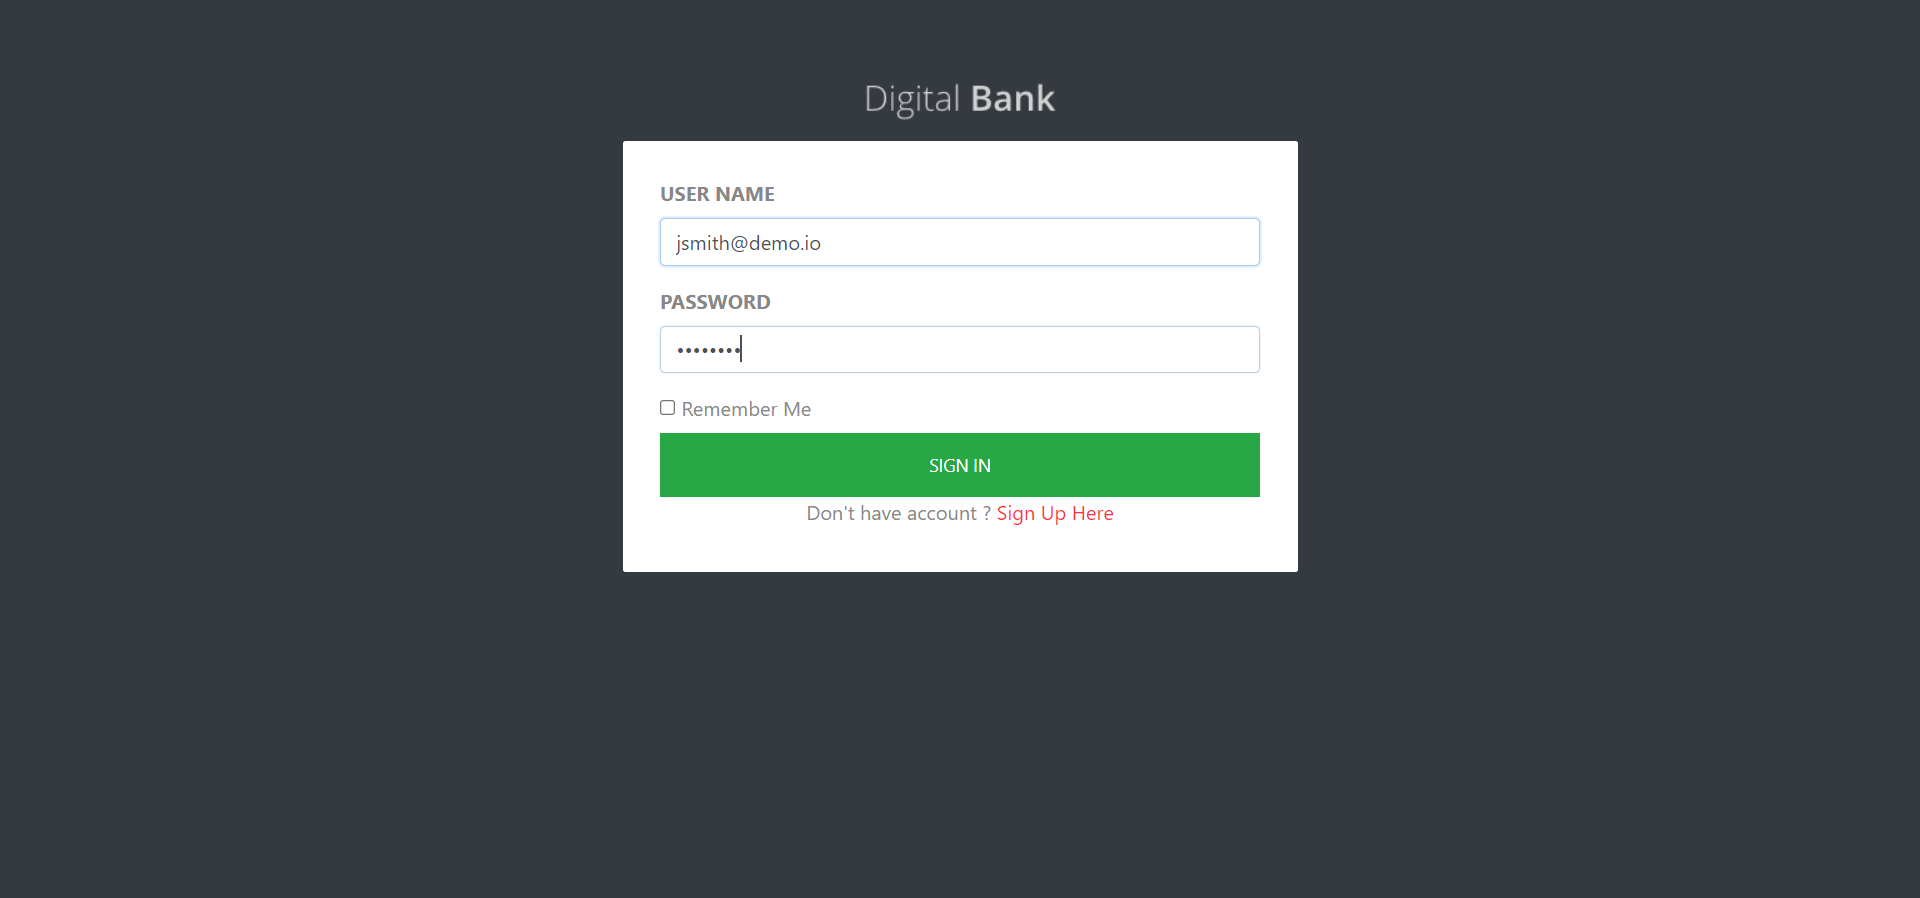 Digital Bank
USER NAME
jsmith@demo.io
PASSWORD
••••••••
Remember Me
SIGN IN
Don't have account ? Sign Up Here